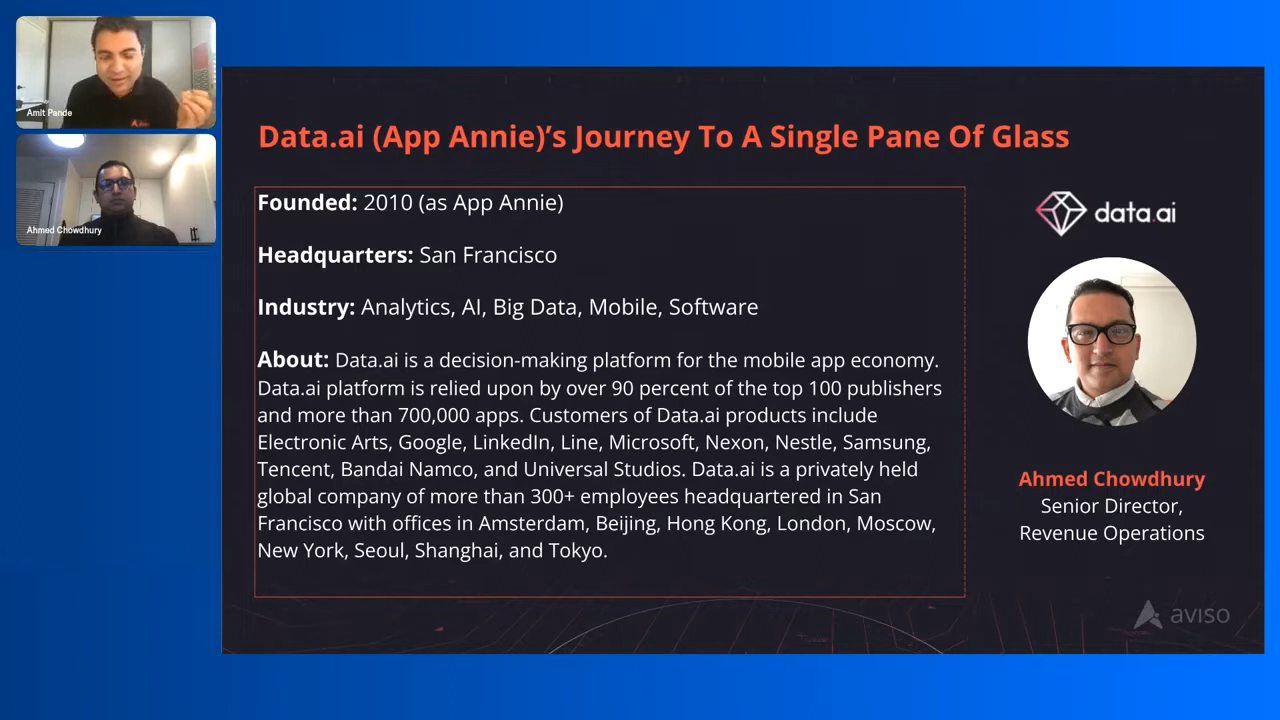 Amit Pande
Ahmed Chowdhury
Data.ai (App Annie)’s Journey To A Single Pane Of Glass
Founded: 2010 (as App Annie)
Headquarters: San Francisco
Industry: Analytics, AI, Big Data, Mobile, Software
About: Data.ai is a decision-making platform for the mobile app economy.
Data.ai platform is relied upon by over 90 percent of the top 100 publishers
and more than 700,000 apps. Customers of Data.ai products include
Electronic Arts, Google, LinkedIn, Line, Microsoft, Nexon, Nestle, Samsung,
Tencent, Bandai Namco, and Universal Studios. Data.ai is a privately held
global company of more than 300+ employees headquartered in San
Francisco with offices in Amsterdam, Beijing, Hong Kong, London, Moscow,
New York, Seoul, Shanghai, and Tokyo.
data.ai
Ahmed Chowdhury
Senior Director,
Revenue Operations
aviso